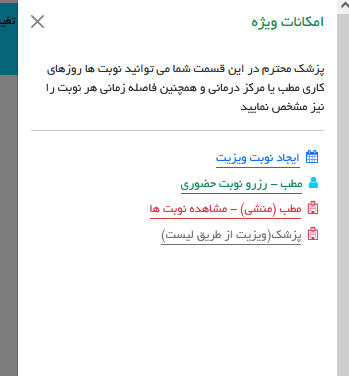 امکانات ویژه
تغی
پزشک محترم در این قسمت شما می توانید نوبت ها روزهای
کاری مطب یا مرکز درمانی و همچنین فاصله زمانی هر نوبت را
نیز مشخص نمایید
ایجاد نوبت ویزیت
مطب - رزرو نوبت حضوری
مطب (منشی) - مشاهده نوبت ها
پزشک(ویزیت از طریق لیست)